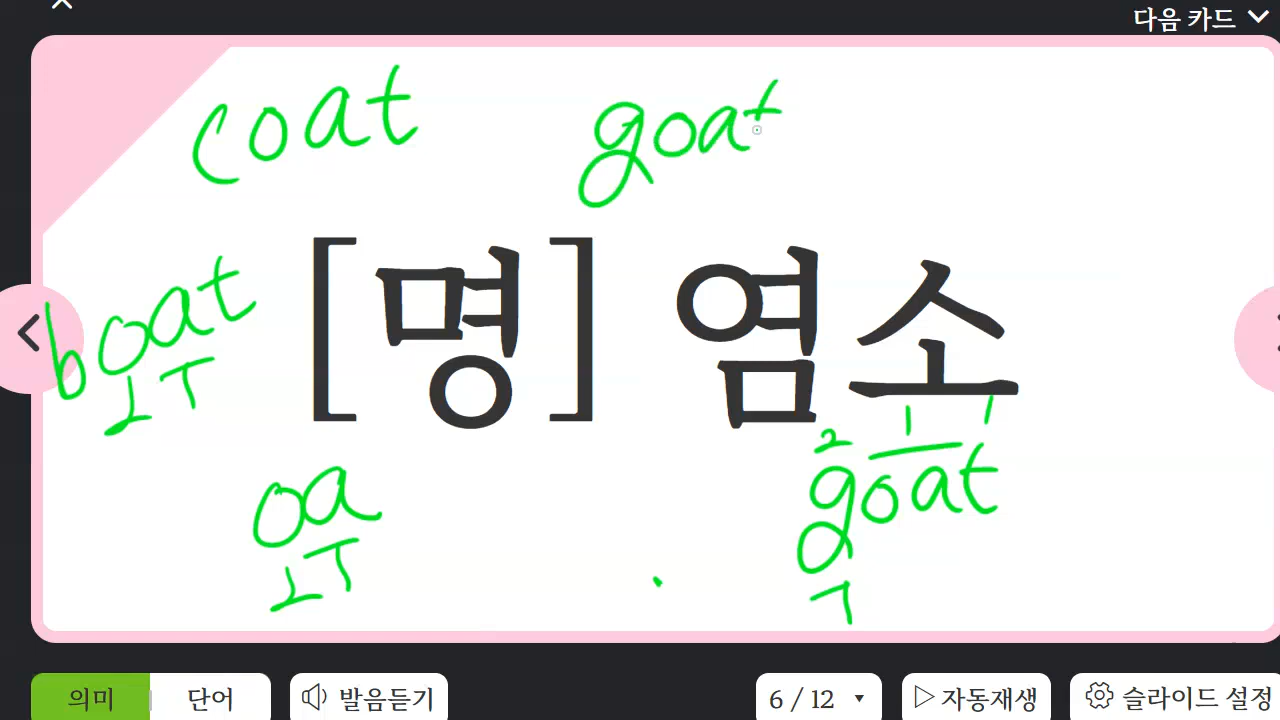 다음 카드
coat goat
[명] 염소
boat
ㅗㅜ
goat
oa
ㅗㅜ
ㄱ
의미 단어 발음듣기 6 / 12 자동재생 슬라이드 설정